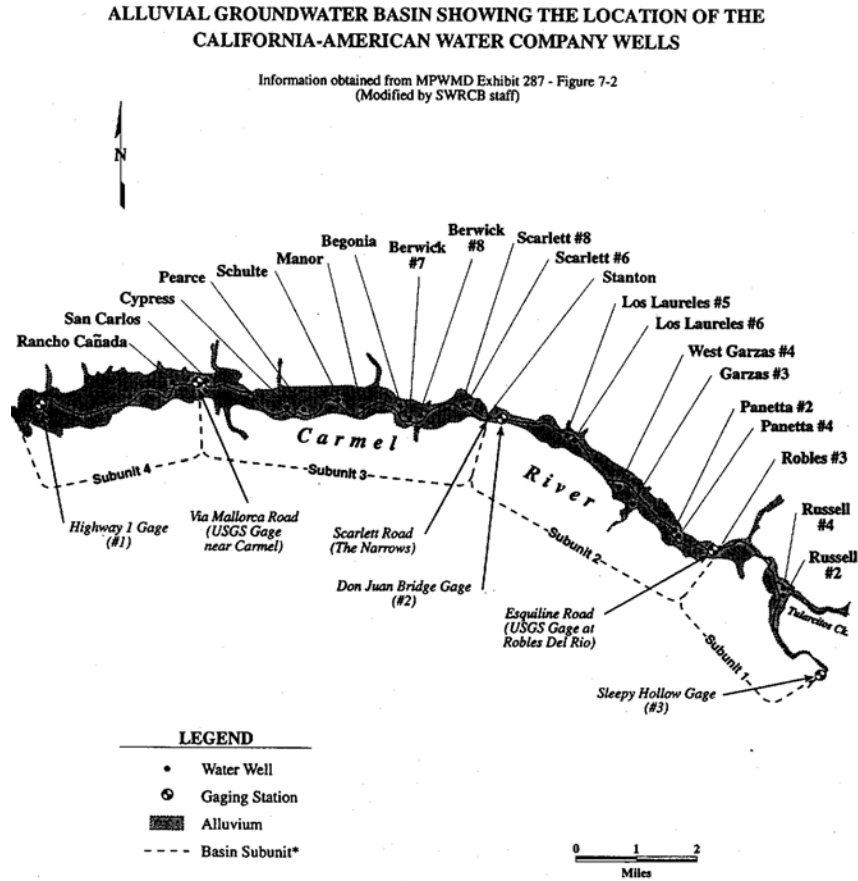 ALLUVIAL GROUNDWATER BASIN SHOWING THE LOCATION OF THE
CALIFORNIA-AMERICAN WATER COMPANY WELLS
Information obtained from MPWMD Exhibit 287 - Figure 7-2
(Modified by SWRCB staff)
N
Rancho Cañada
San Carlos
Cypress
Pearce
Schulte
Manor
Begonia
Berwick
#7
Berwick
#8
Scarlett #8
Scarlett #6
Stanton
Los Laureles #5
Los Laureles #6
West Garzas #4
Garzas #3
Panetta #2
Panetta #4
Robles #3
Russell
#4
Russell
#2
Tularcitos Ck.
Carmel
River
Subunit 4
Subunit 3
Subunit 2
Subunit 1
Highway 1 Gage
(#1)
Via Mallorca Road
(USGS Gage
near Carmel)
Scarlett Road
(The Narrows)
Don Juan Bridge Gage
(#2)
Esquiline Road
(USGS Gage at
Robles Del Rio)
Sleepy Hollow Gage
(#3)
LEGEND
Water Well
Gaging Station
Alluvium
Basin Subunit*
0 1 2
Miles